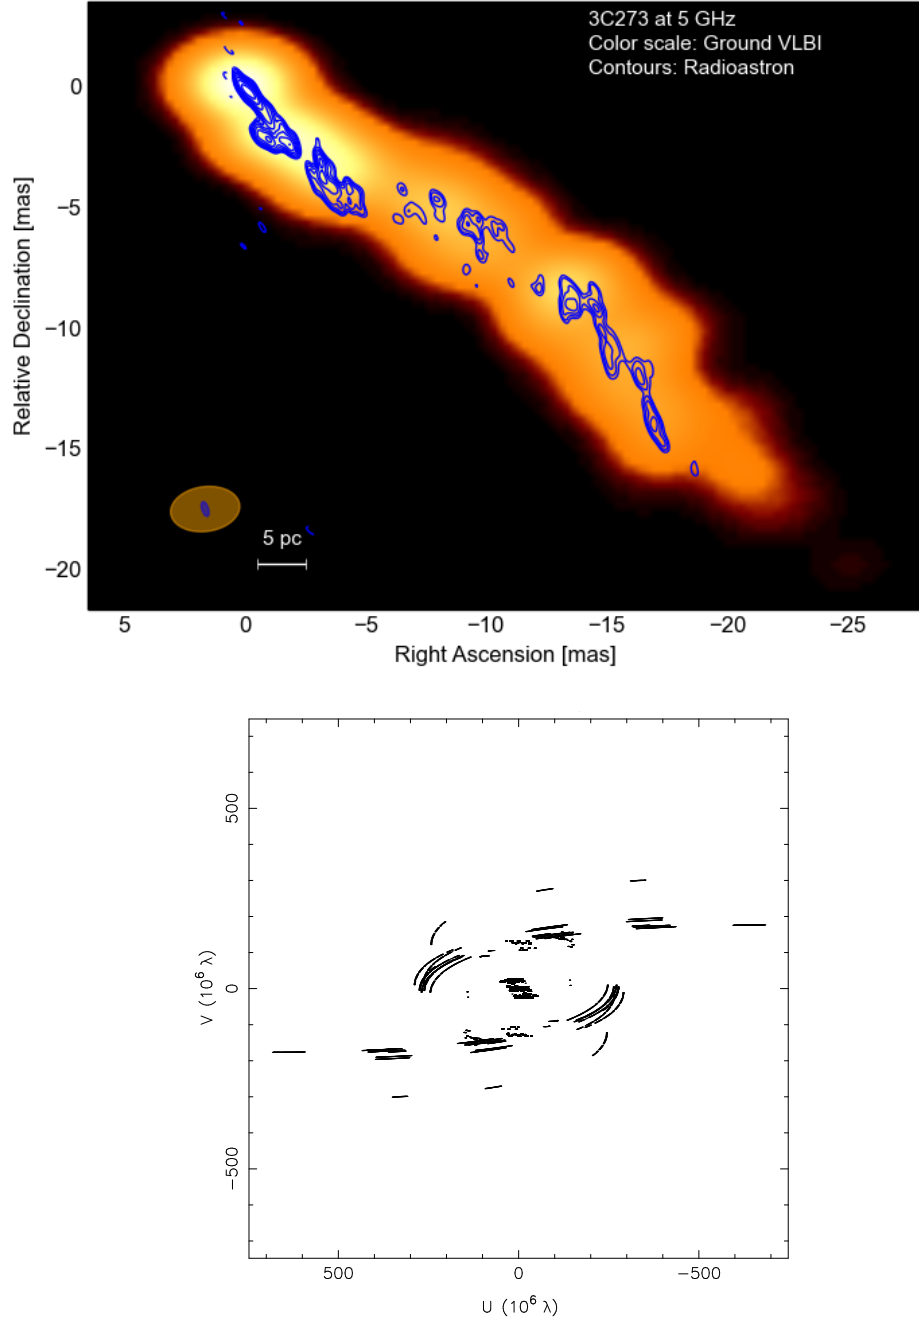 3C273 at 5 GHz
Color scale: Ground VLBI
Contours: Radioastron
0
−5
−10
−15
−20
Relative Declination [mas]
5 pc
5
0
−5
−10
−15
−20
−25
Right Ascension [mas]
500
0
−500
V (10⁶ λ)
500
0
−500
U (10⁶ λ)